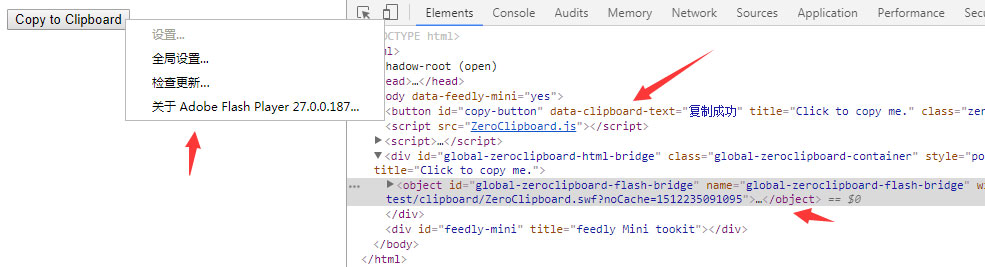 Copy to Clipboard
设置...
全局设置...
检查更新...
关于 Adobe Flash Player 27.0.0.187...
Elements Console Audits Memory Network Performance Sources Application Sec
OCTYPE html>
ml>
hadow-root (open)
ead>…</head>
ody data-feedly-mini="yes">
<button id="copy-button" data-clipboard-text="复制成功" title="Click to copy me." class="zer
<script src="ZeroClipboard.js"></script>
<script>…</script>
<div id="global-zeroclipboard-html-bridge" class="global-zeroclipboard-container" style="po
title="Click to copy me.">
<object id="global-zeroclipboard-flash-bridge" name="global-zeroclipboard-flash-bridge" w
test/clipboard/ZeroClipboard.swf?noCache=1512235091095">…</object> == $0
</div>
<div id="feedly-mini" title="feedly Mini tookit"></div>
</body>
</html>